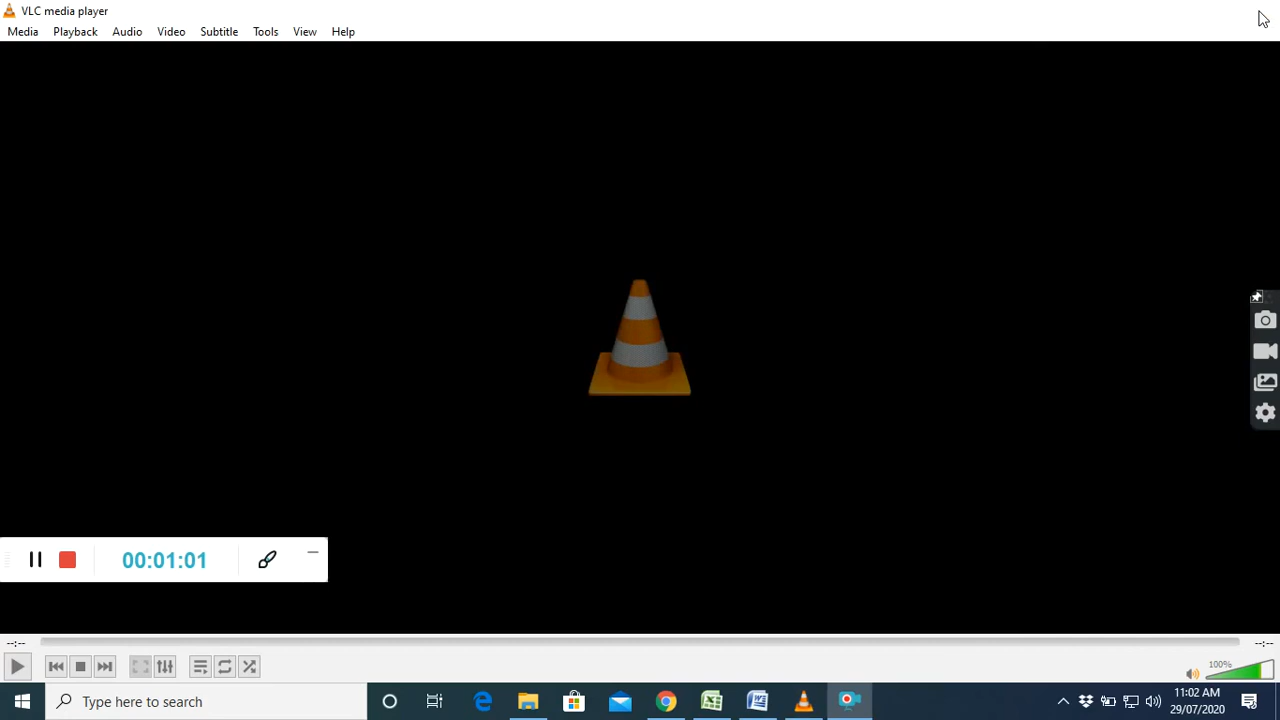 VLC media player
Media Playback Audio Video Subtitle Tools View Help
00:01:01
--:-- --:--
100%
Type here to search
11:02 AM
29/07/2020